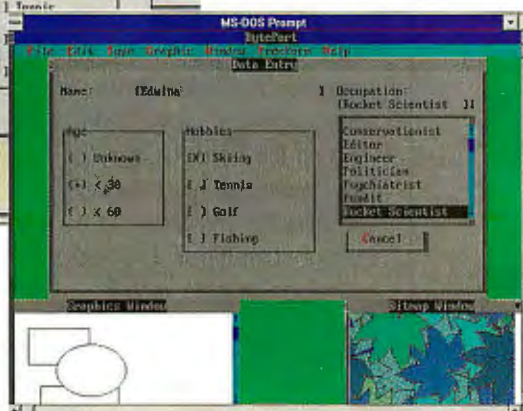 Tennis
MS-DOS Prompt
BytePort
File Edit Graphic Window Help
Data Entry
Name: [Edwina ]
Occupation:
[Rocket Scientist ]
Age
( ) Unknown
(•) < 30
( ) < 60
Hobbies
[X] Skiing
[ ] Tennis
[ ] Golf
[ ] Fishing
Conservationist
Editor
Engineer
Politician
Psychiatrist
Pundit
Rocket Scientist
Cancel
Graphics Window
Bitmap Window